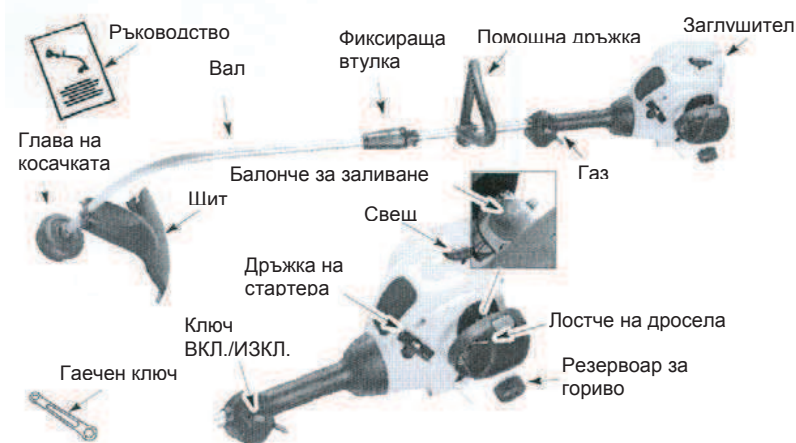 Ръководство
Вал
Фиксираща
втулка
Помощна дръжка
Заглушител
Глава на
косачката
Щит
Балонче за заливане
Газ
Свещ
Дръжка на
стартера
Ключ
ВКЛ./ИЗКЛ.
Лостче на дросела
Резервоар за
гориво
Гаечен ключ